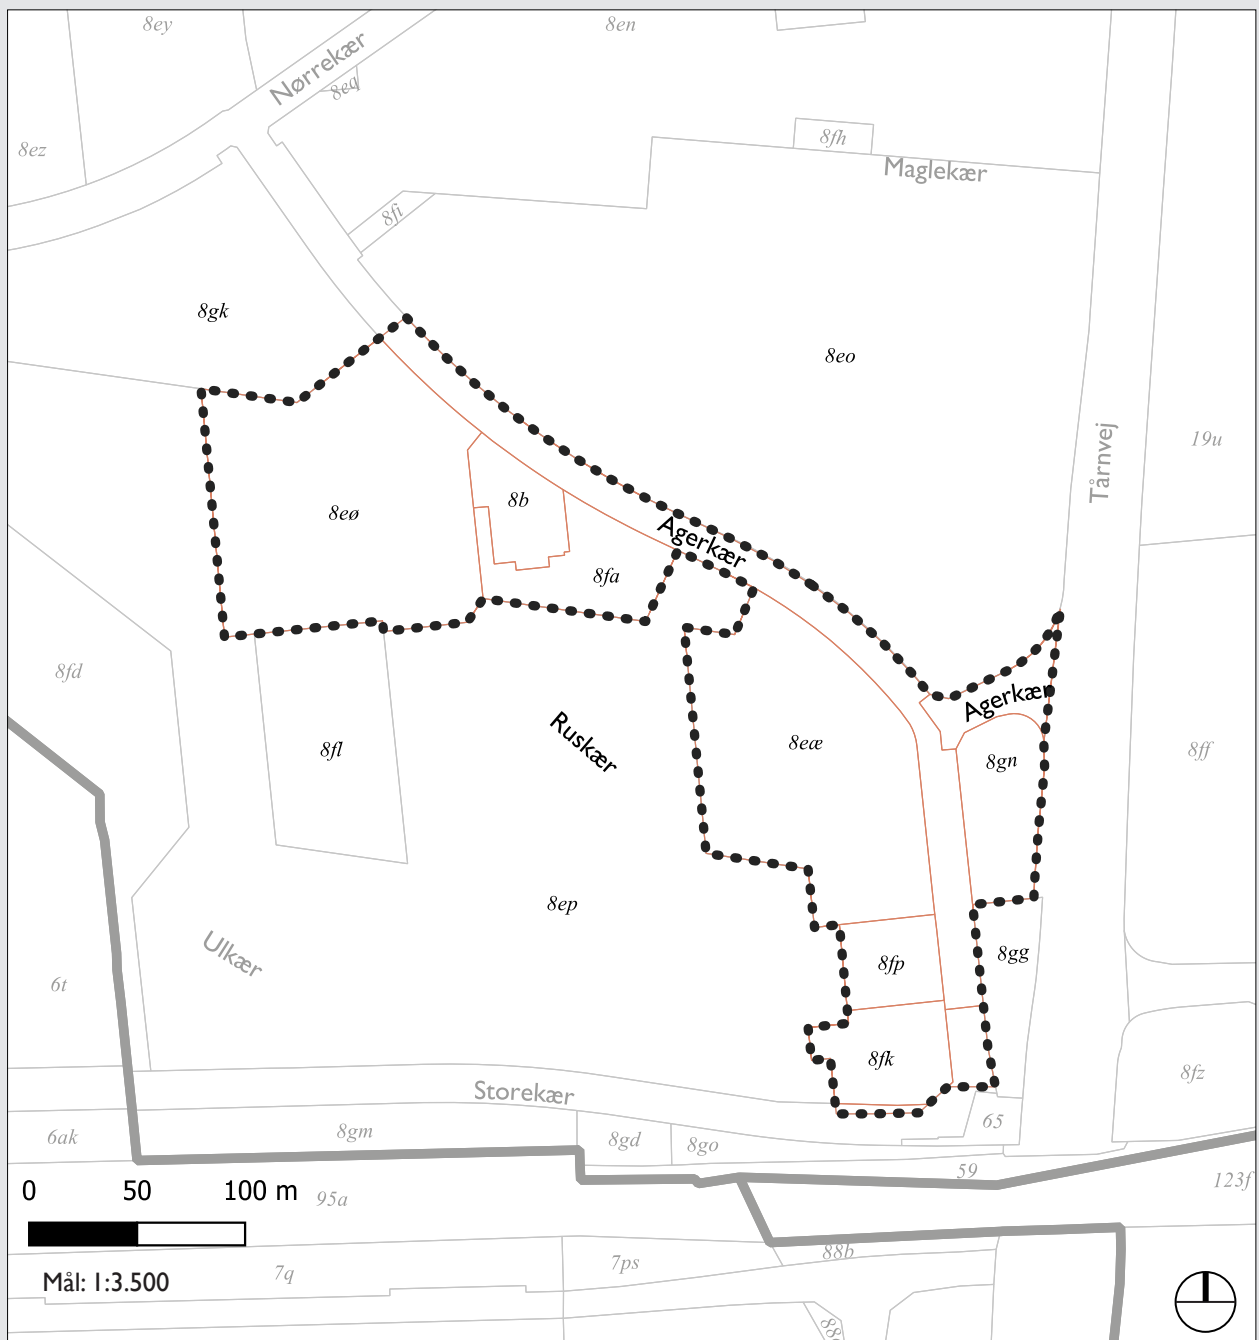 8ey
8en
Nørrekær
8eq
8ez
8fh
Maglekær
8fi
8gk
8eo
Tårnvej
19u
8b
8eø
Agerkær
8fa
8fd
Agerkær
Ruskær
8fl
8eæ
8gn
8ff
8ep
Ulkær
8gg
8fp
6t
8fk
8fz
Storekær
65
6ak
8gm
8gd
8go
59
123f
0 50 100 m
95a
88b
7ps
7q
Mål: 1:3.500